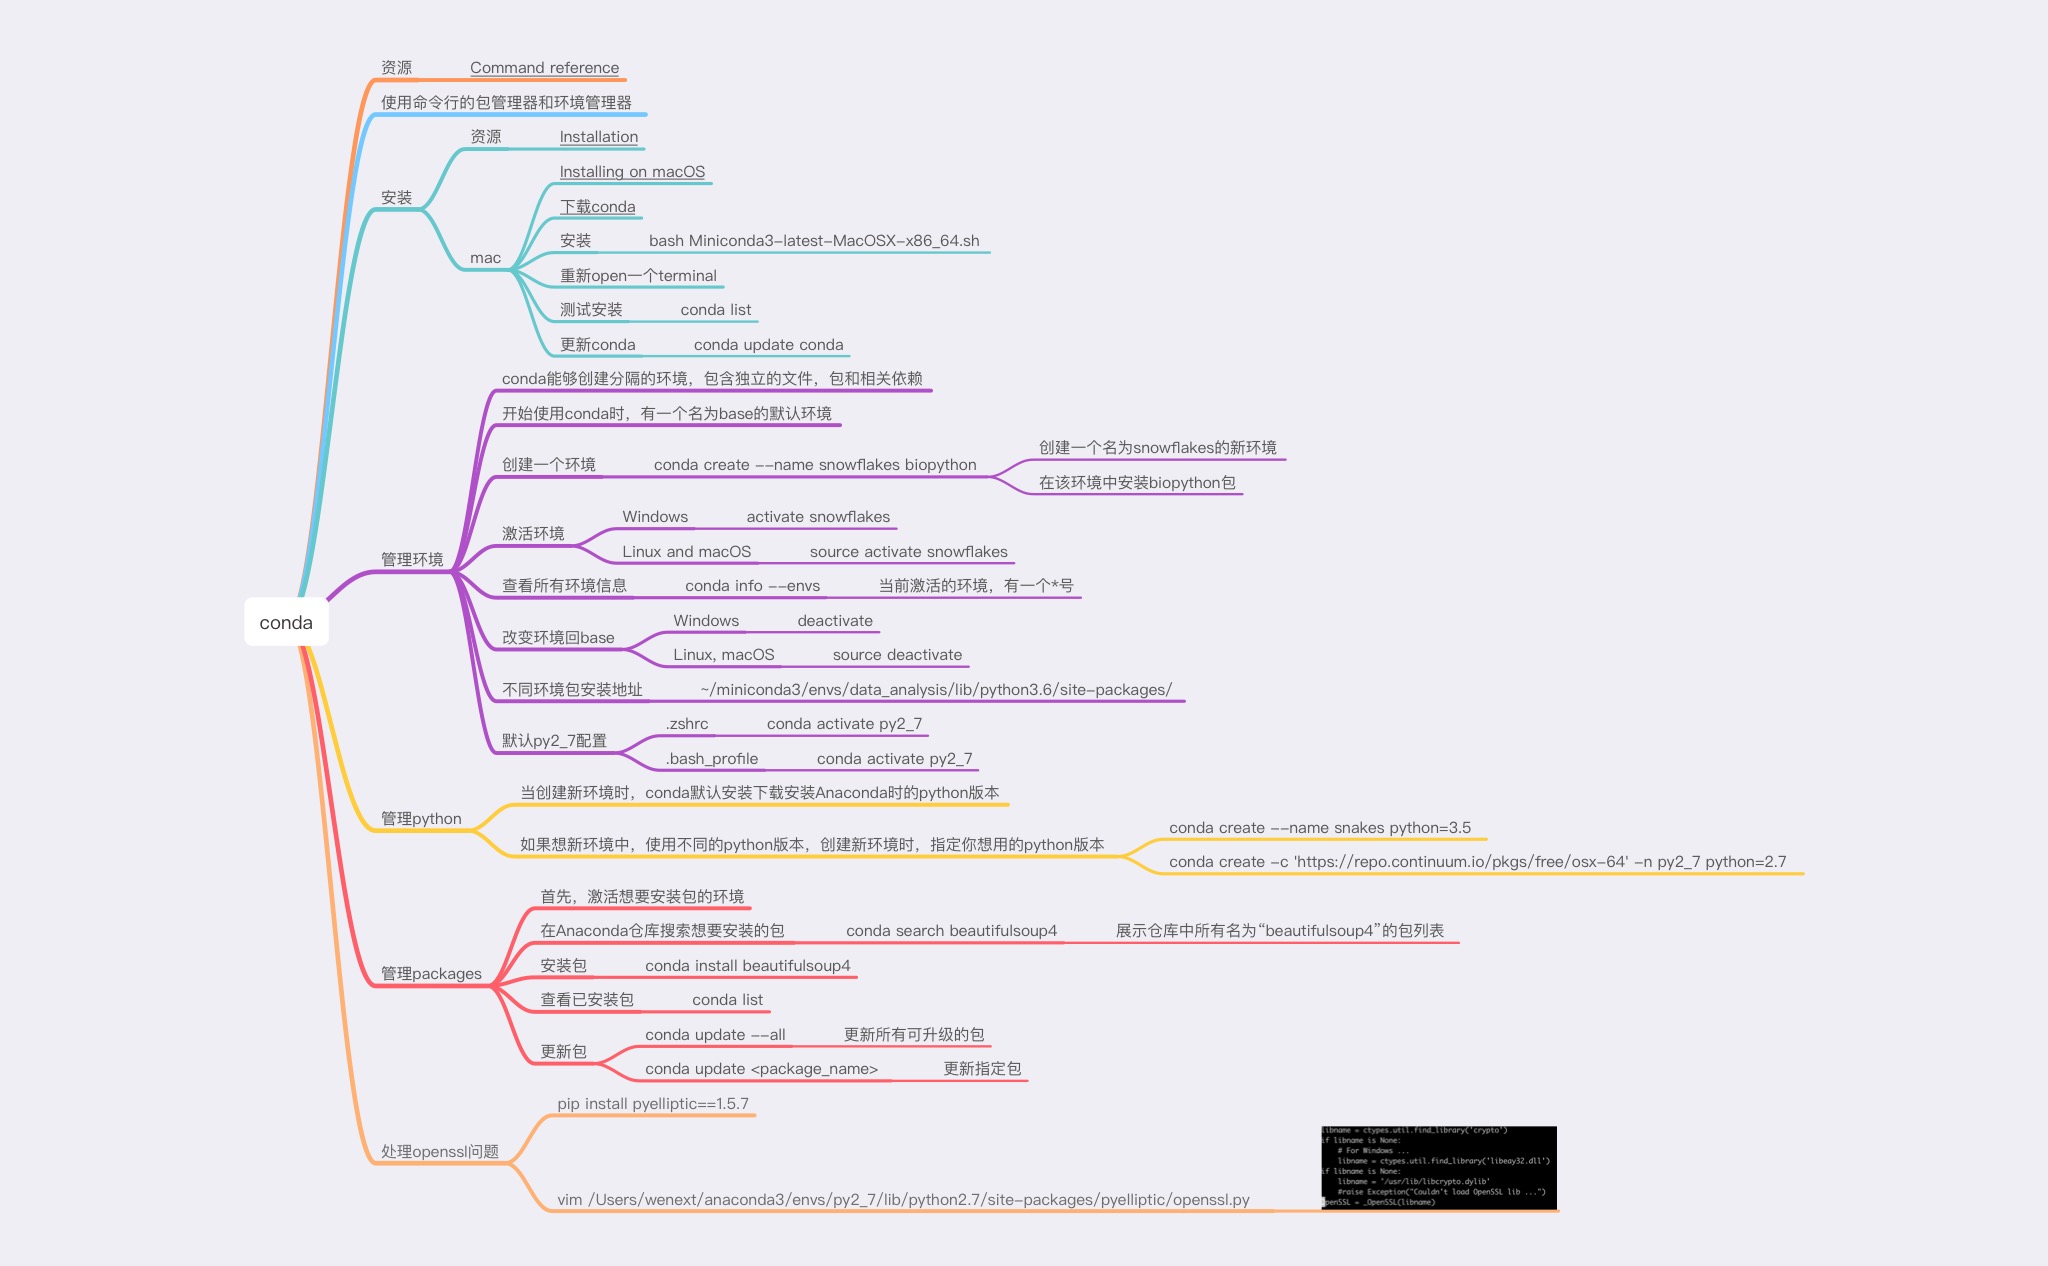 资源
Command reference
使用命令行的包管理器和环境管理器
安装
资源
Installation
mac
Installing on macOS
下载conda
安装
bash Miniconda3-latest-MacOSX-x86_64.sh
重新open一个terminal
测试安装
conda list
更新conda
conda update conda
conda
管理环境
conda能够创建分隔的环境，包含独立的文件，包和相关依赖
开始使用conda时，有一个名为base的默认环境
创建一个环境
conda create --name snowflakes biopython
创建一个名为snowflakes的新环境
在该环境中安装biopython包
激活环境
Windows
activate snowflakes
Linux and macOS
source activate snowflakes
查看所有环境信息
conda info --envs
当前激活的环境，有一个*号
改变环境回base
Windows
deactivate
Linux, macOS
source deactivate
不同环境包安装地址
~/miniconda3/envs/data_analysis/lib/python3.6/site-packages/
默认py2_7配置
.zshrc
conda activate py2_7
.bash_profile
conda activate py2_7
管理python
当创建新环境时，conda默认安装下载安装Anaconda时的python版本
如果想新环境中，使用不同的python版本，创建新环境时，指定你想用的python版本
conda create --name snakes python=3.5
conda create -c 'https://repo.continuum.io/pkgs/free/osx-64' -n py2_7 python=2.7
管理packages
首先，激活想要安装包的环境
在Anaconda仓库搜索想要安装的包
conda search beautifulsoup4
展示仓库中所有名为“beautifulsoup4”的包列表
安装包
conda install beautifulsoup4
查看已安装包
conda list
更新包
conda update --all
更新所有可升级的包
conda update <package_name>
更新指定包
处理openssl问题
pip install pyelliptic==1.5.7
vim /Users/wenext/anaconda3/envs/py2_7/lib/python2.7/site-packages/pyelliptic/openssl.py
libname = ctypes.util.find_library('crypto')
if libname is None:
# For Windows ...
libname = ctypes.util.find_library('libeay32.dll')
if libname is None:
libname = '/usr/lib/libcrypto.dylib'
#raise Exception("Couldn't load OpenSSL lib ...")
OpenSSL = _OpenSSL(libname)